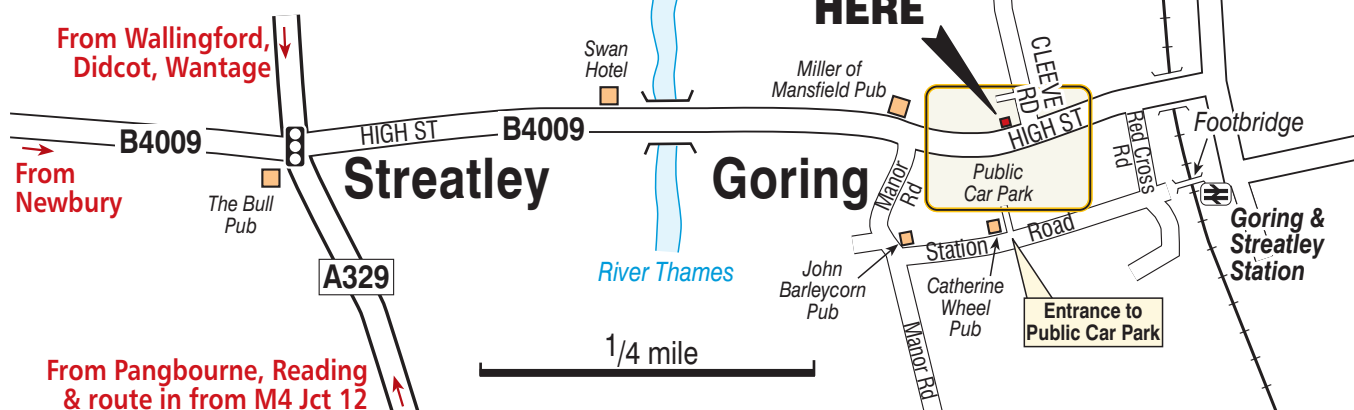 HERE
From Wallingford,
Didcot, Wantage
Swan
Hotel
Miller of
Mansfield Pub
CLEEVE
RD
B4009
HIGH ST
B4009
HIGH ST
Red Cross
Rd
Footbridge
From
Newbury
The Bull
Pub
Streatley
Goring
Manor
Rd
Public
Car Park
Goring &
Streatley
Station
Station Road
A329
River Thames
John
Barleycorn
Pub
Catherine
Wheel
Pub
Entrance to
Public Car Park
Manor Rd
1/4 mile
From Pangbourne, Reading
& route in from M4 Jct 12